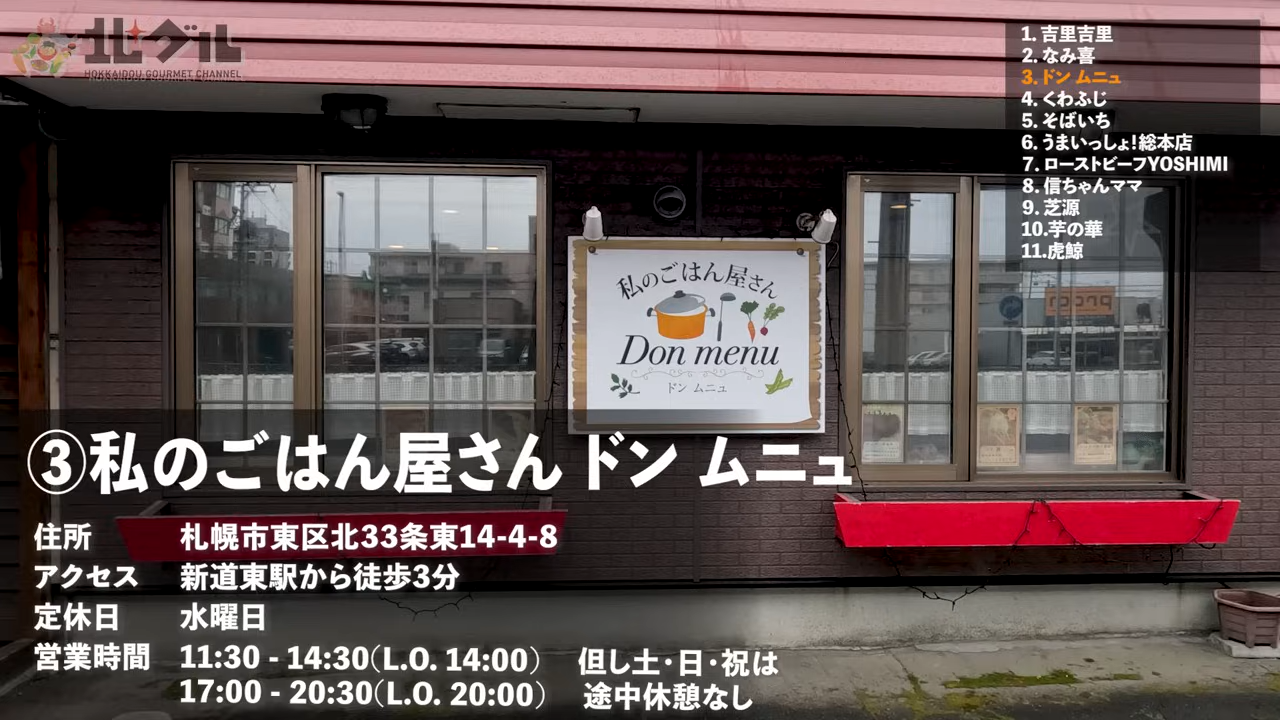 北グル
HOKKAIDOU GOURMET CHANNEL
1. 吉里吉里
2. なみ喜
3. ドン ムニュ
4. くわふじ
5. そばいち
6. うまいっしょ!総本店
7. ローストビーフYOSHIMI
8. 信ちゃんママ
9. 芝源
10.芋の華
11.虎鯨
私のごはん屋さん
Don menu
ドン ムニュ
③私のごはん屋さん ドン ムニュ
住所 札幌市東区北33条東14-4-8
アクセス 新道東駅から徒歩3分
定休日 水曜日
営業時間 11:30 - 14:30(L.O. 14:00) 但し土・日・祝は
17:00 - 20:30(L.O. 20:00) 途中休憩なし